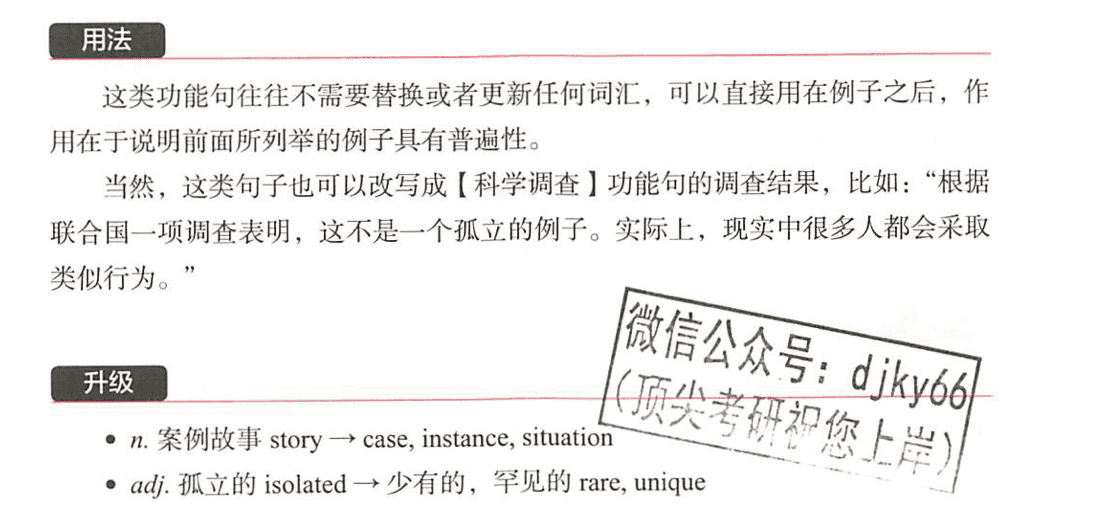 用法
这类功能句往往不需要替换或者更新任何词汇，可以直接用在例子之后，作
用在于说明前面所列举的例子具有普遍性。
当然，这类句子也可以改写成【科学调查】功能句的调查结果，比如：“根据
联合国一项调查表明，这不是一个孤立的例子。实际上，现实中很多人都会采取
类似行为。”
微信公众号：djky66
（顶尖考研祝您上岸）
升级
• n. 案例故事 story → case, instance, situation
• adj. 孤立的 isolated → 少有的，罕见的 rare, unique